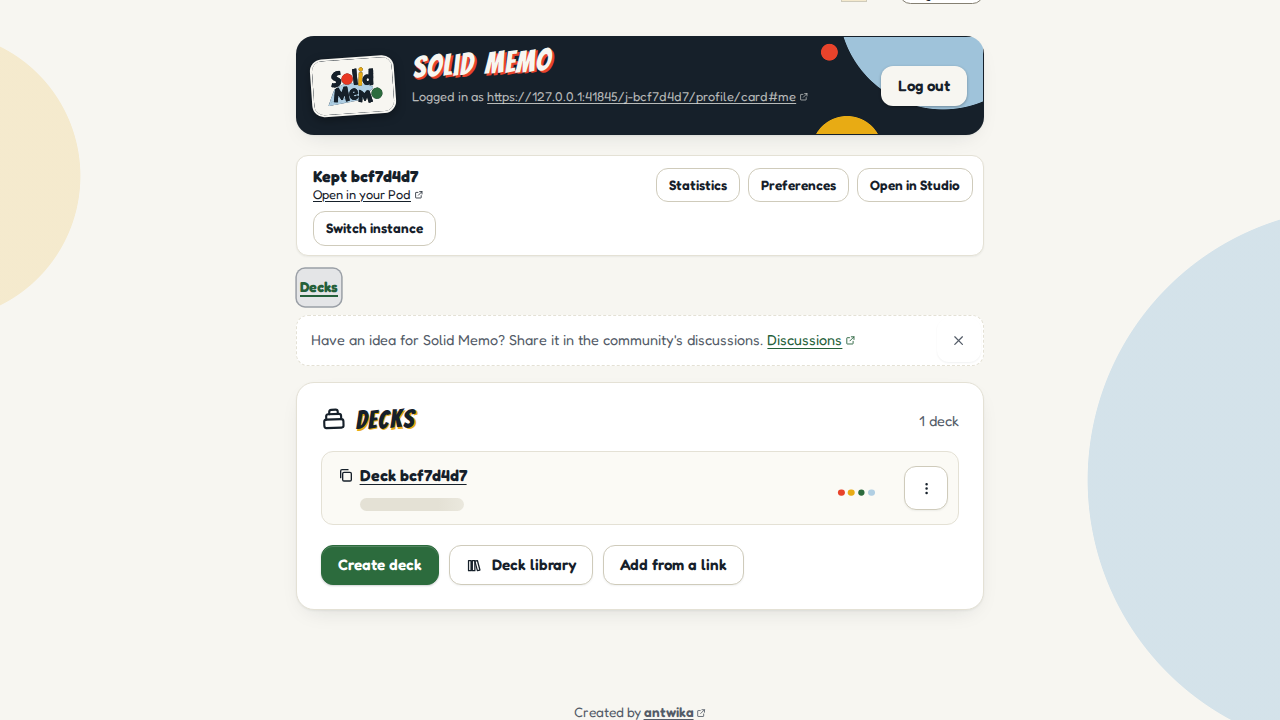 Solid Memo
SOLID MEMO
Logged in as https://127.0.0.1:41845/j-bcf7d4d7/profile/card#me
Log out
Kept bcf7d4d7
Open in your Pod
Statistics
Preferences
Open in Studio
Switch instance
Decks
Have an idea for Solid Memo? Share it in the community's discussions. Discussions
DECKS
1 deck
Deck bcf7d4d7
Create deck
Deck library
Add from a link
Created by antwika